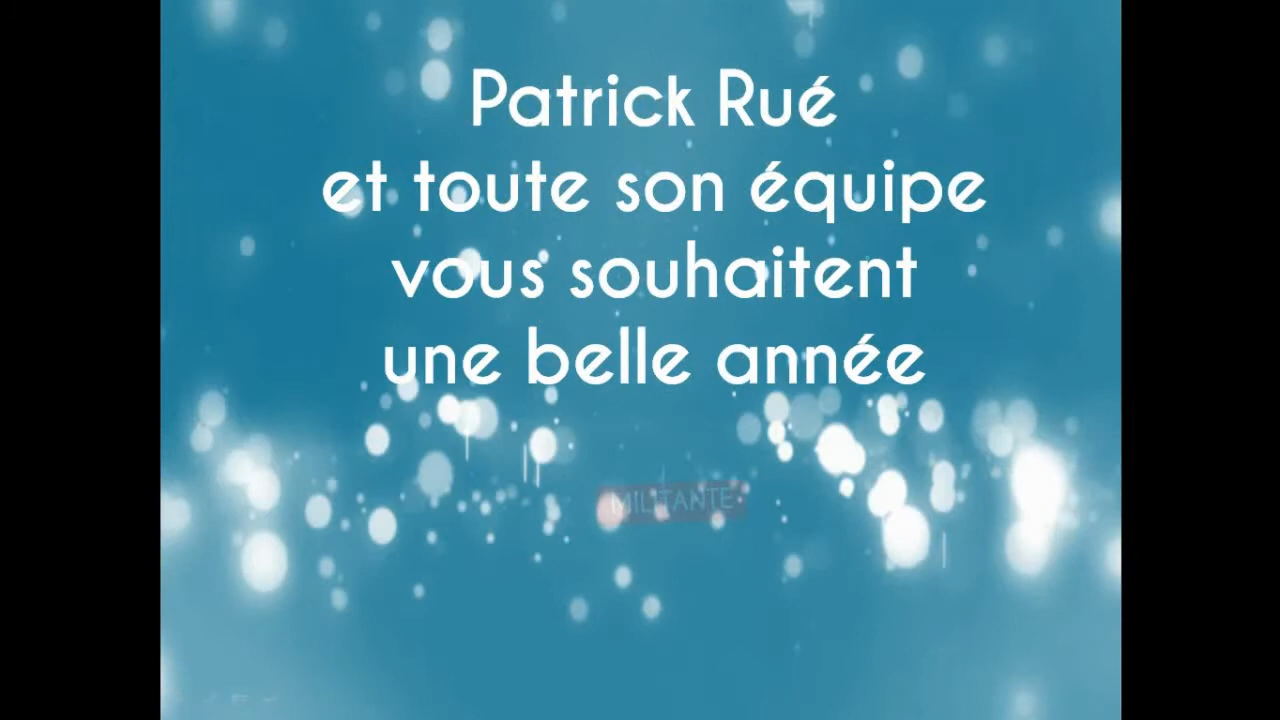 Patrick Rué
et toute son équipe
vous souhaitent
une belle année
MILITANTE